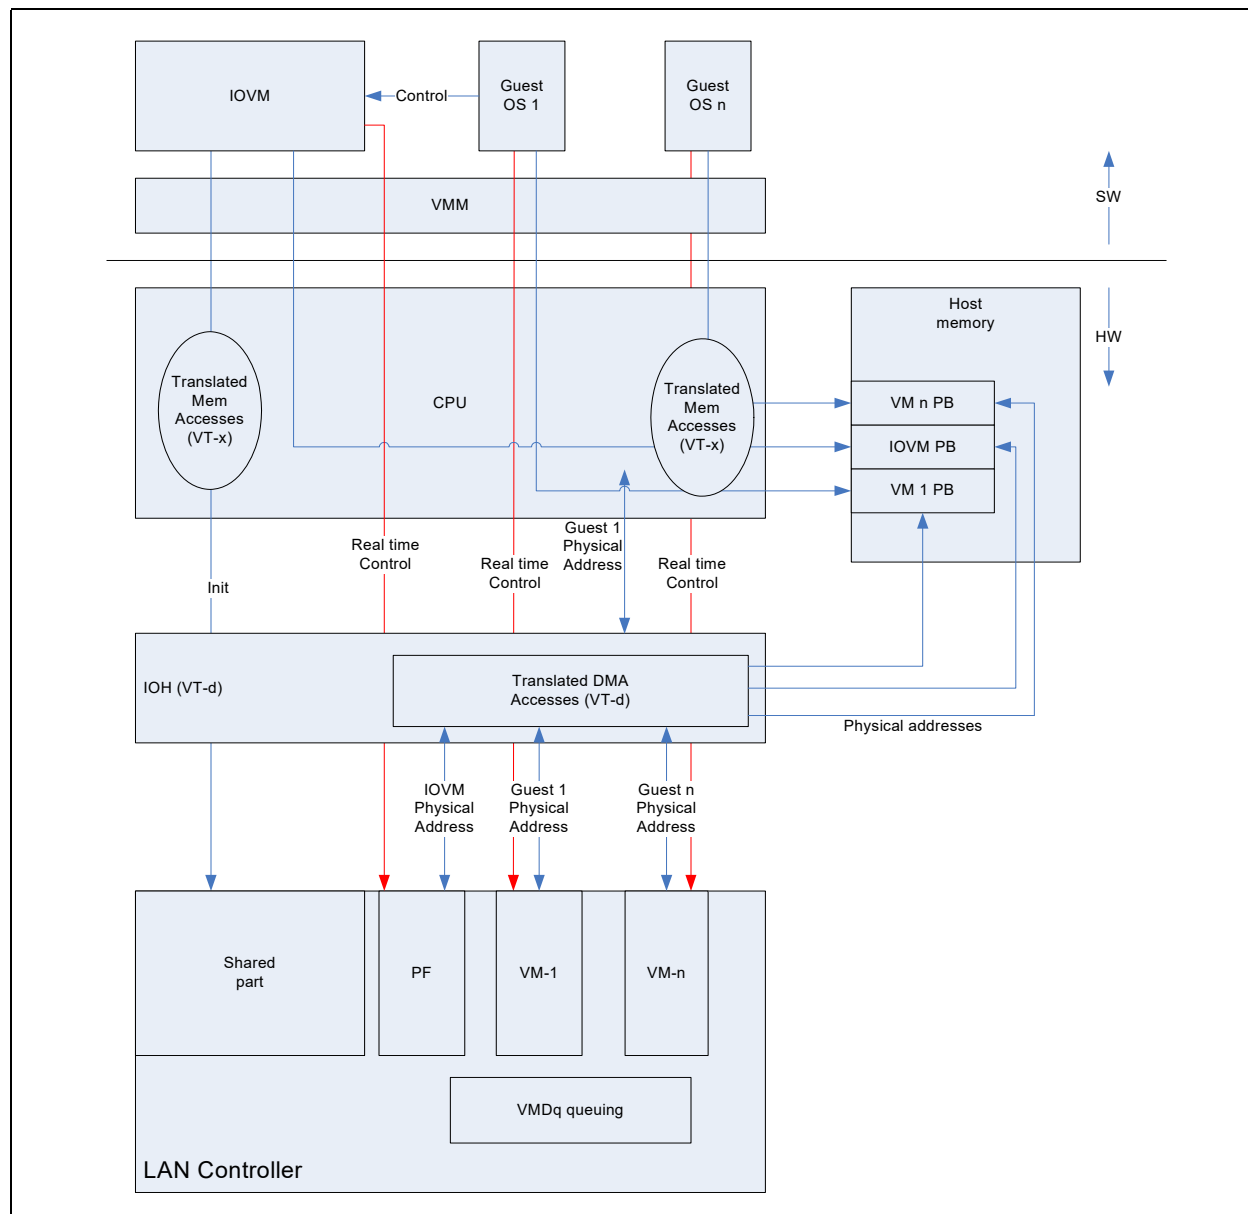 IOVM
Control
Guest
OS 1
Guest
OS n
VMM
SW
HW
Host
memory
Translated
Mem
Accesses
(VT-x)
CPU
Translated
Mem
Accesses
(VT-x)
VM n PB
IOVM PB
VM 1 PB
Init
Real time
Control
Real time
Control
Guest 1
Physical
Address
Real time
Control
IOH (VT-d)
Translated DMA
Accesses (VT-d)
Physical addresses
IOVM
Physical
Address
Guest 1
Physical
Address
Guest n
Physical
Address
Shared
part
PF
VM-1
VM-n
VMDq queuing
LAN Controller